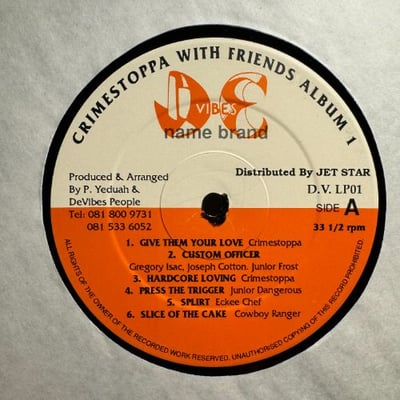 CRIMESTOPPA WITH FRIENDS ALBUM 1
DE
VIBES
name brand
Produced & Arranged
By P. Yeduah &
DeVibes People
Tel: 081 800 9731
081 533 6052
Distributed By JET STAR
D.V. LP01
SIDE A
33 1/2 rpm
1. GIVE THEM YOUR LOVE Crimestoppa
2. CUSTOM OFFICER
Gregory Isac, Joseph Cotton. Junior Frost
3. HARDCORE LOVING Crimestoppa
4. PRESS THE TRIGGER Junior Dangerous
5. SPLIRT Eckee Chef
6. SLICE OF THE CAKE Cowboy Ranger
ALL RIGHTS OF THE OWNER OF THE RECORDED WORK RESERVED. UNAUTHORISED COPYING OF THIS RECORD PROHIBITED.